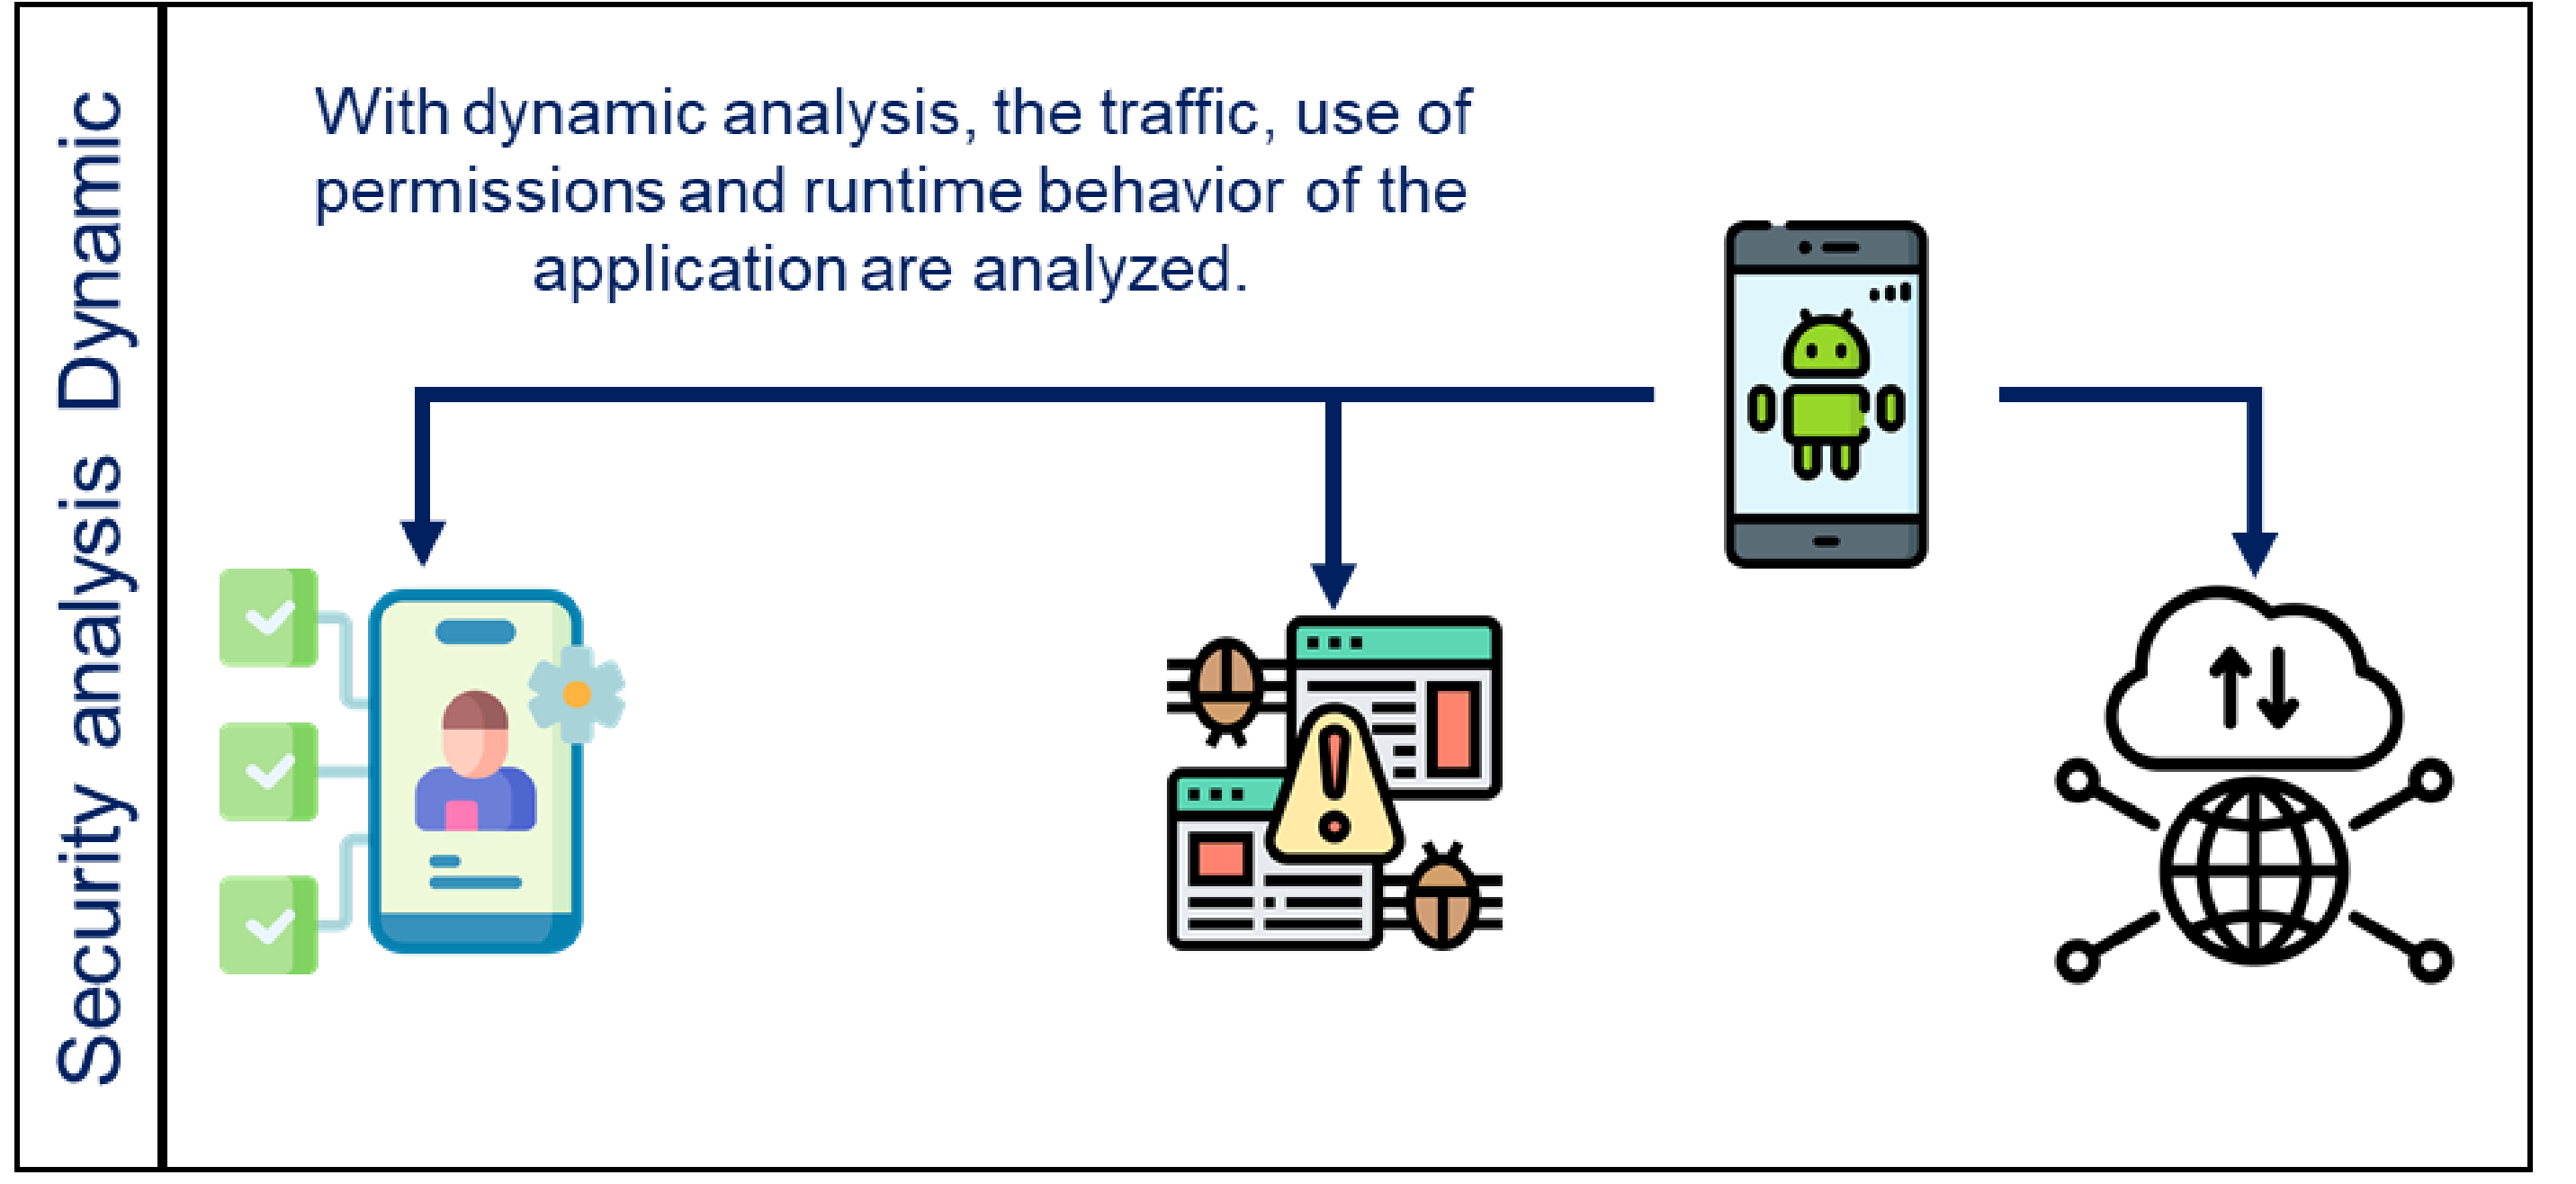 Security analysis Dynamic
With dynamic analysis, the traffic, use of
permissions and runtime behavior of the
application are analyzed.